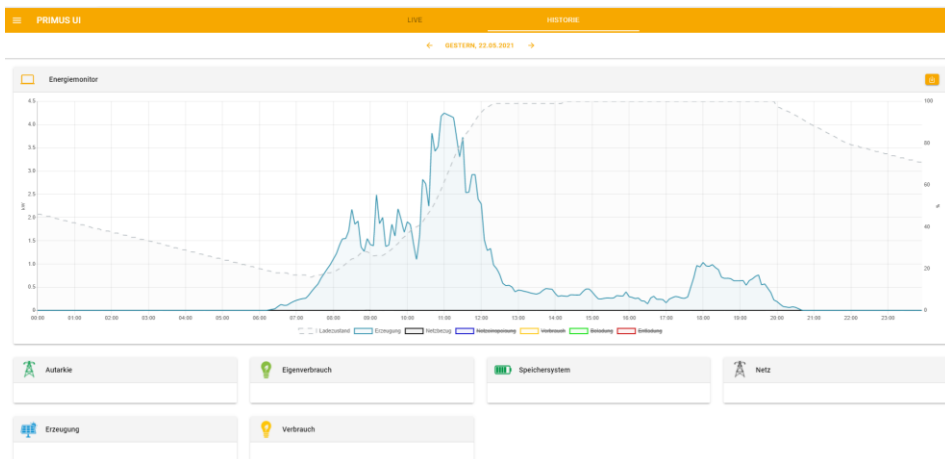 PRIMUS UI LIVE HISTORIE
GESTERN, 22.05.2021
Energiemonitor
4.5 100
4.0
3.5 80
3.0
2.5 60
kW %
2.0 40
1.5
1.0 20
0.5
0 0
00:00 01:00 02:00 03:00 04:00 05:00 06:00 07:00 08:00 09:00 10:00 11:00 12:00 13:00 14:00 15:00 16:00 17:00 18:00 19:00 20:00 21:00 22:00 23:00
Ladezustand Erzeugung Netzbezug Netzeinspeisung Verbrauch Beladung Entladung
Autarkie Eigenverbrauch Speichersystem Netz
Erzeugung Verbrauch